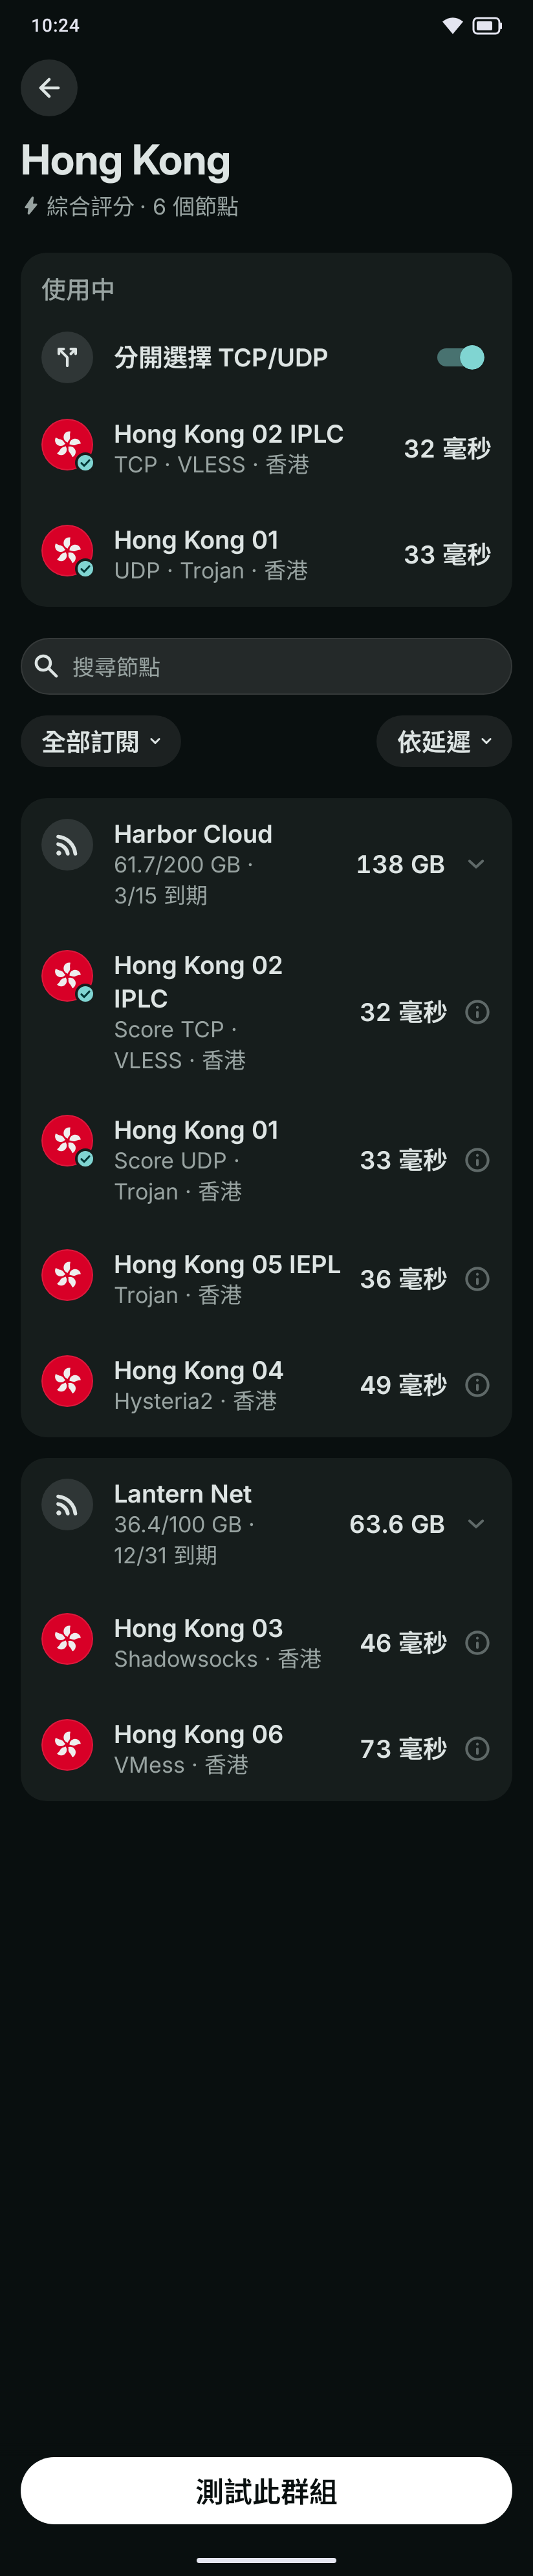 10:24
Hong Kong
綜合評分 · 6 個節點
使用中
分開選擇 TCP/UDP
Hong Kong 02 IPLC
TCP · VLESS · 香港
32 毫秒
Hong Kong 01
UDP · Trojan · 香港
33 毫秒
搜尋節點
全部訂閱
依延遲
Harbor Cloud
61.7/200 GB ·
3/15 到期
138 GB
Hong Kong 02
IPLC
Score TCP ·
VLESS · 香港
32 毫秒
Hong Kong 01
Score UDP ·
Trojan · 香港
33 毫秒
Hong Kong 05 IEPL
Trojan · 香港
36 毫秒
Hong Kong 04
Hysteria2 · 香港
49 毫秒
Lantern Net
36.4/100 GB ·
12/31 到期
63.6 GB
Hong Kong 03
Shadowsocks · 香港
46 毫秒
Hong Kong 06
VMess · 香港
73 毫秒
測試此群組